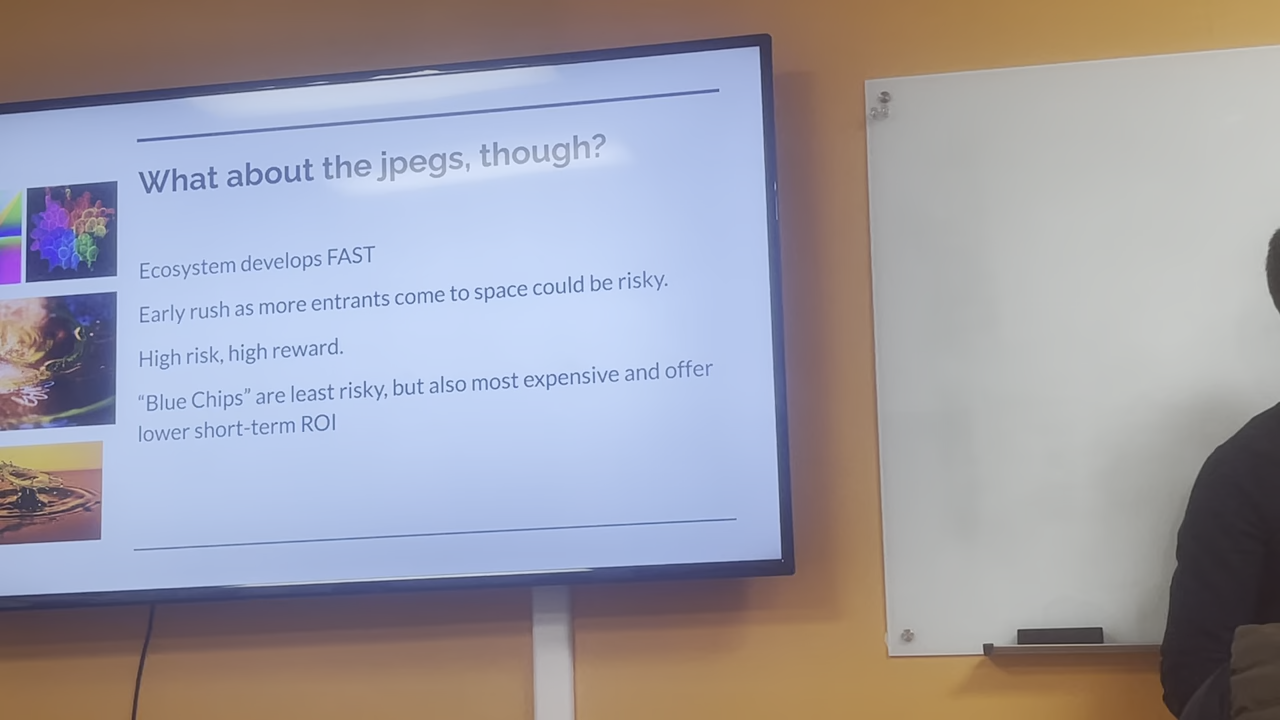 What about the jpegs, though?
Ecosystem develops FAST
Early rush as more entrants come to space could be risky.
High risk, high reward.
“Blue Chips” are least risky, but also most expensive and offer
lower short-term ROI